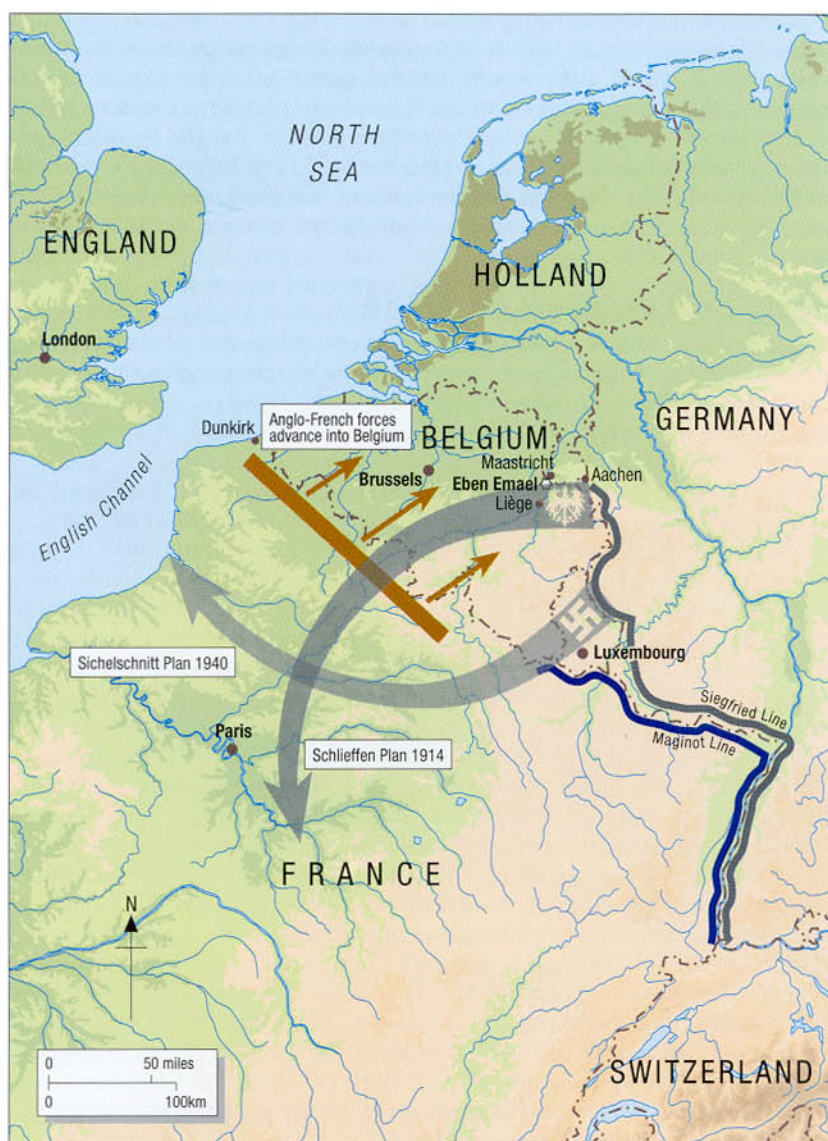 NORTH
SEA
ENGLAND
HOLLAND
London
GERMANY
Dunkirk
Anglo-French forces
advance into Belgium
BELGIUM
Maastricht
Brussels
Eben Emael
Aachen
Liège
English Channel
Luxembourg
Sichelschnitt Plan 1940
Siegfried Line
Maginot Line
Paris
Schlieffen Plan 1914
FRANCE
N
0 50 miles
0 100km
SWITZERLAND